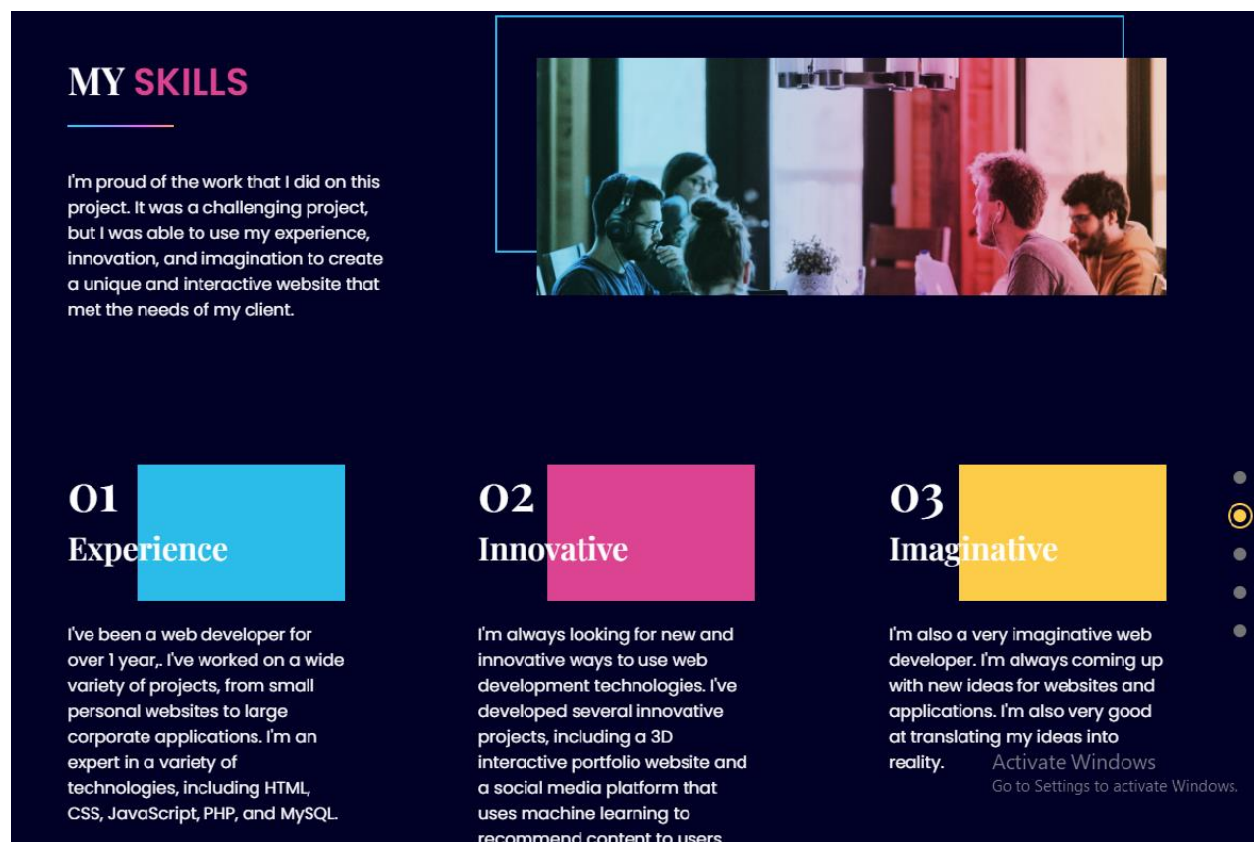 MY SKILLS
I'm proud of the work that I did on this
project. It was a challenging project,
but I was able to use my experience,
innovation, and imagination to create
a unique and interactive website that
met the needs of my client.
01
Experience
I've been a web developer for
over 1 year,. I've worked on a wide
variety of projects, from small
personal websites to large
corporate applications. I'm an
expert in a variety of
technologies, including HTML,
CSS, JavaScript, PHP, and MySQL.
02
Innovative
I'm always looking for new and
innovative ways to use web
development technologies. I've
developed several innovative
projects, including a 3D
interactive portfolio website and
a social media platform that
uses machine learning to
recommend content to users
03
Imaginative
I'm also a very imaginative web
developer. I'm always coming up
with new ideas for websites and
applications. I'm also very good
at translating my ideas into
reality.
Activate Windows
Go to Settings to activate Windows.